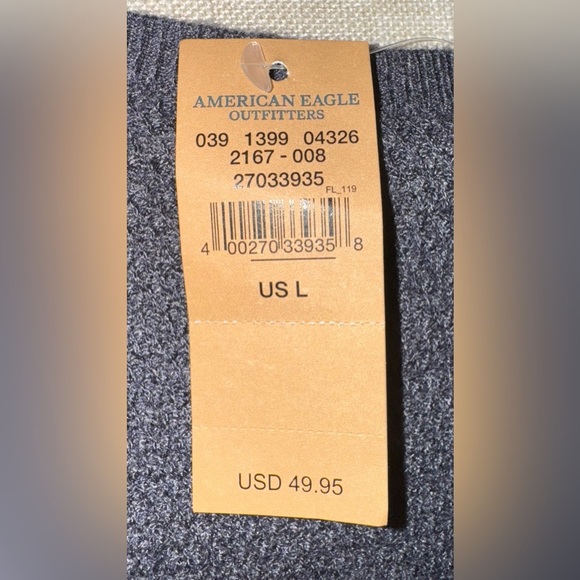 AMERICAN EAGLE
OUTFITTERS
039 1399 04326
2167 - 008
27033935
FL_119
4 00270 33935 8
US L
USD 49.95